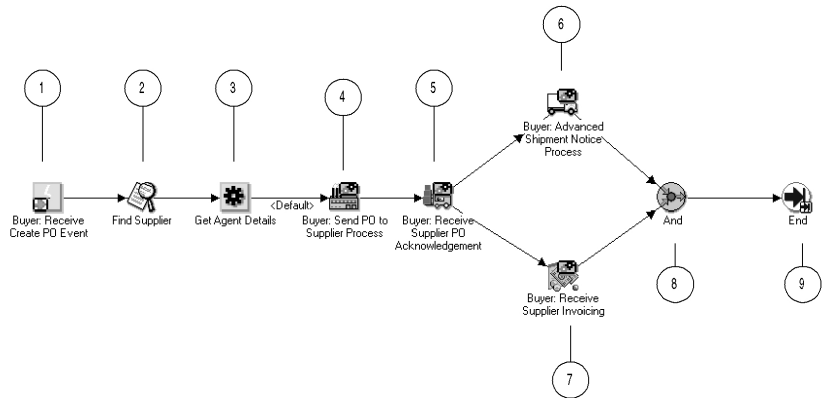 6
1
2
3
4
5
Buyer: Advanced
Shipment Notice
Process
<Default>
Buyer: Receive
Create PO Event
Find Supplier
Get Agent Details
Buyer: Send PO to
Supplier Process
Buyer: Receive
Supplier PO
Acknowledgement
And
End
Buyer: Receive
Supplier Invoicing
8
9
7